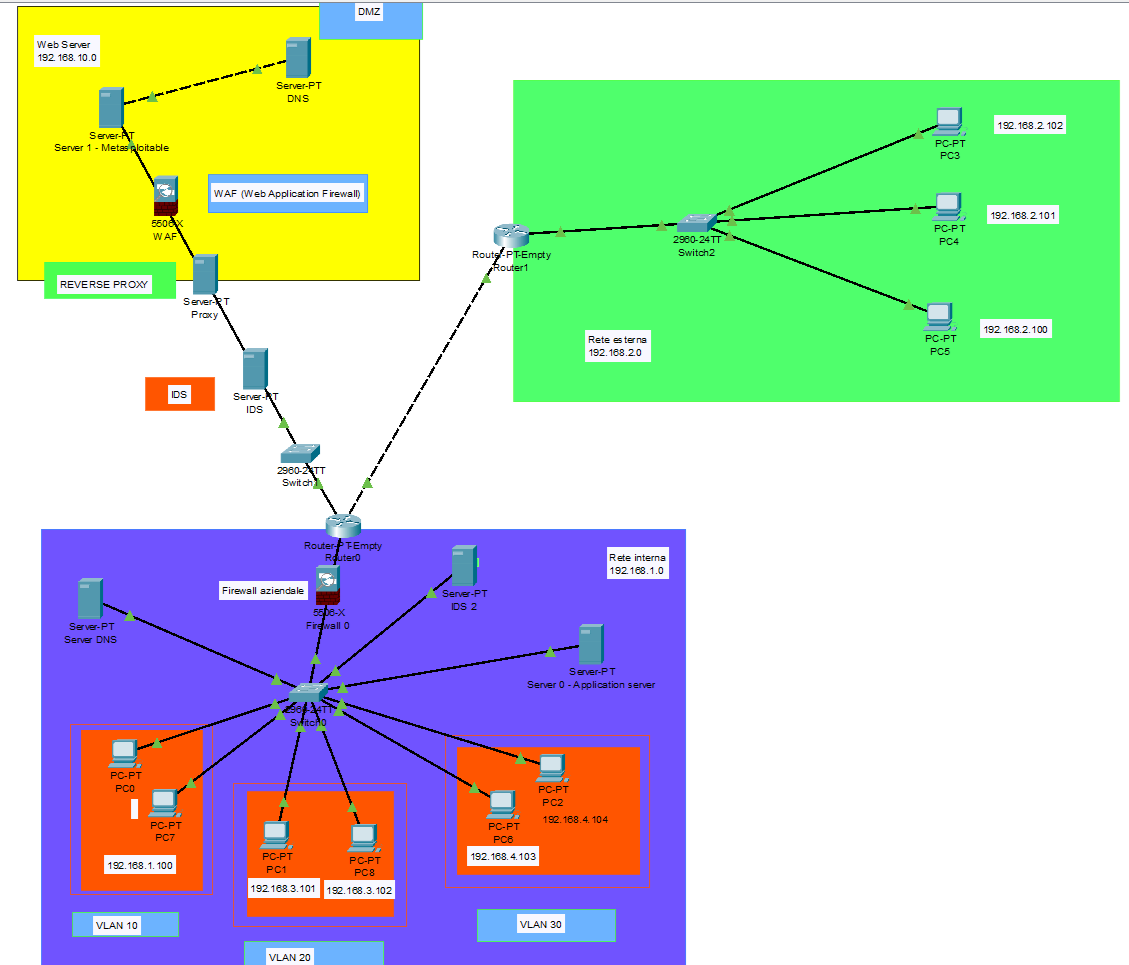 DMZ
Web Server
192.168.10.0
Server-PT
DNS
Server-PT
Server 1 - Metasploitable
WAF (Web Application Firewall)
5506-X
WAF
REVERSE PROXY
Server-PT
Proxy
IDS
Server-PT
IDS
2960-24TT
Switch1
Router-PT-Empty
Router1
2960-24TT
Switch2
PC-PT
PC3
192.168.2.102
PC-PT
PC4
192.168.2.101
PC-PT
PC5
192.168.2.100
Rete esterna
192.168.2.0
Router-PT-Empty
Router0
Rete interna
192.168.1.0
Firewall aziendale
5506-X
Firewall 0
Server-PT
IDS 2
Server-PT
Server DNS
Server-PT
Server 0 - Application server
2960-24TT
Switch0
PC-PT
PC0
PC-PT
PC7
192.168.1.100
VLAN 10
PC-PT
PC1
PC-PT
PC8
192.168.3.101
192.168.3.102
VLAN 20
PC-PT
PC2
192.168.4.104
PC-PT
PC6
192.168.4.103
VLAN 30